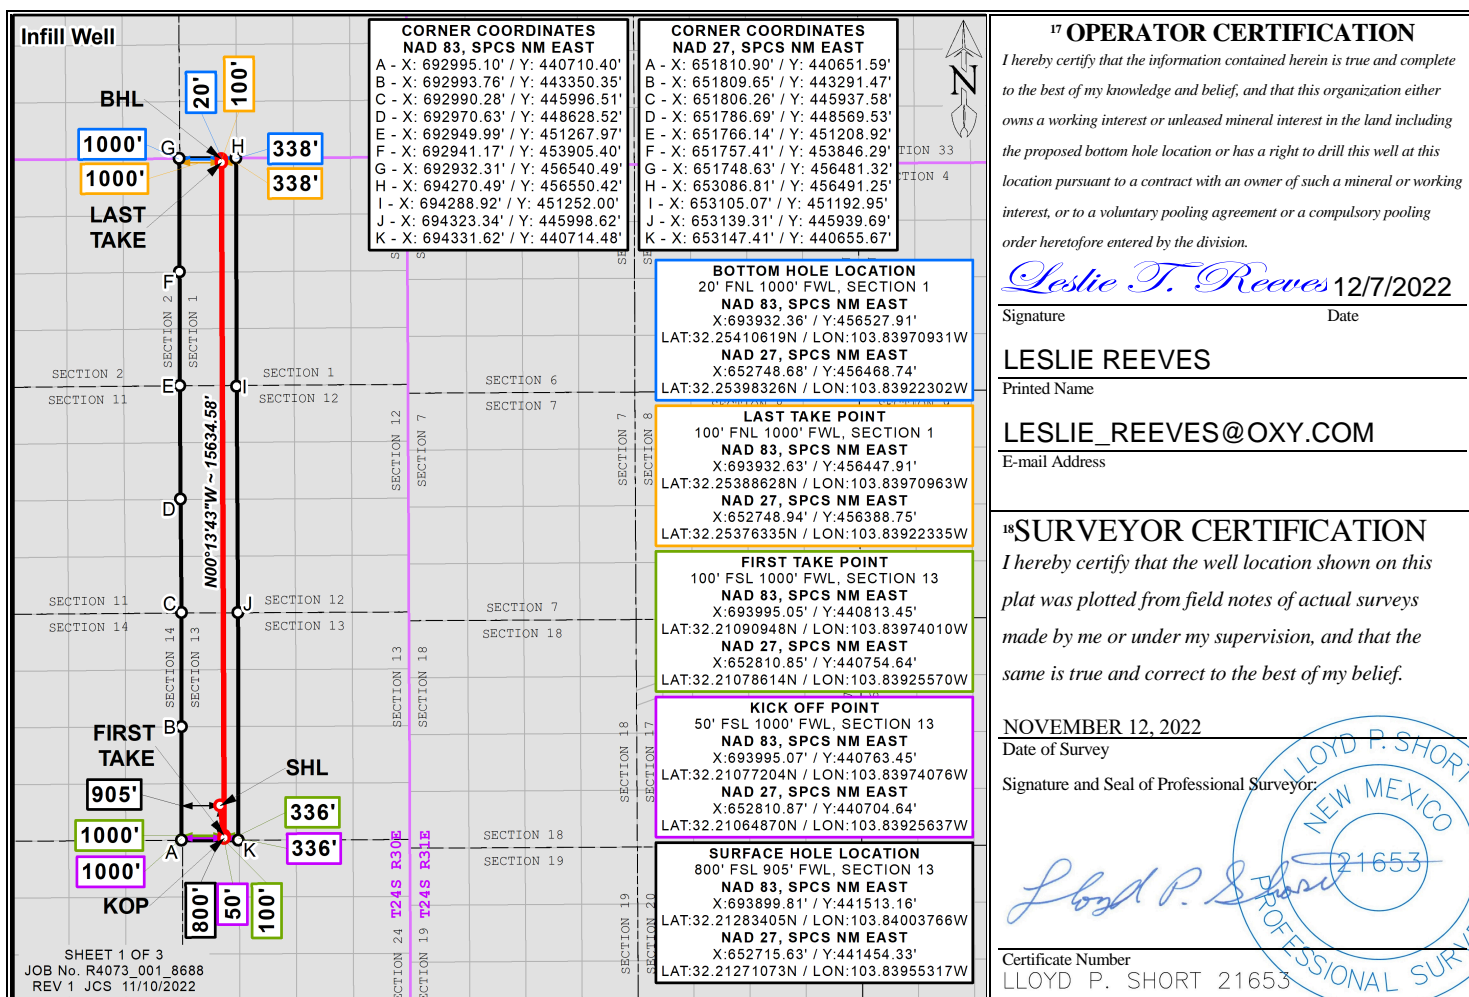 Infill Well
BHL
20'
100'
1000'
G
H
338'
1000'
338'
LAST
TAKE
F
SECTION 2
SECTION 1
SECTION 2
E
SECTION 1
I
SECTION 11
SECTION 12
N00°13'43"W ~ 15634.58'
D
SECTION 11
C
J
SECTION 12
SECTION 14
SECTION 13
SECTION 14
SECTION 13
B
FIRST
TAKE
SHL
905'
1000'
336'
A
K
1000'
336'
KOP
800'
50'
100'
SHEET 1 OF 3
JOB No. R4073_001_8688
REV 1 JCS 11/10/2022
CORNER COORDINATES
NAD 83, SPCS NM EAST
A - X: 692995.10' / Y: 440710.40'
B - X: 692993.76' / Y: 443350.35'
C - X: 692990.28' / Y: 445996.51'
D - X: 692970.63' / Y: 448628.52'
E - X: 692949.99' / Y: 451267.97'
F - X: 692941.17' / Y: 453905.40'
G - X: 692932.31' / Y: 456540.49'
H - X: 694270.49' / Y: 456550.42'
I - X: 694288.92' / Y: 451252.00'
J - X: 694323.34' / Y: 445998.62'
K - X: 694331.62' / Y: 440714.48'
CORNER COORDINATES
NAD 27, SPCS NM EAST
A - X: 651810.90' / Y: 440651.59'
B - X: 651809.65' / Y: 443291.47'
C - X: 651806.26' / Y: 445937.58'
D - X: 651786.69' / Y: 448569.53'
E - X: 651766.14' / Y: 451208.92'
F - X: 651757.41' / Y: 453846.29'
G - X: 651748.63' / Y: 456481.32'
H - X: 653086.81' / Y: 456491.25'
I - X: 653105.07' / Y: 451192.95'
J - X: 653139.31' / Y: 445939.69'
K - X: 653147.41' / Y: 440655.67'
N
TION 33
TION 4
SECTION 6
SECTION 7
SECTION 12
SECTION 7
SECTION 7
SECTION 8
SECTION 7
SECTION 18
SECTION 13
SECTION 18
SECTION 18
SECTION 17
SECTION 18
SECTION 19
T24S R30E
T24S R31E
SECTION 19
SECTION 20
SECTION 24
SECTION 19
BOTTOM HOLE LOCATION
20' FNL 1000' FWL, SECTION 1
NAD 83, SPCS NM EAST
X:693932.36' / Y:456527.91'
LAT:32.25410619N / LON:103.83970931W
NAD 27, SPCS NM EAST
X:652748.68' / Y:456468.74'
LAT:32.25398326N / LON:103.83922302W
LAST TAKE POINT
100' FNL 1000' FWL, SECTION 1
NAD 83, SPCS NM EAST
X:693932.63' / Y:456447.91'
LAT:32.25388628N / LON:103.83970963W
NAD 27, SPCS NM EAST
X:652748.94' / Y:456388.75'
LAT:32.25376335N / LON:103.83922335W
FIRST TAKE POINT
100' FSL 1000' FWL, SECTION 13
NAD 83, SPCS NM EAST
X:693995.05' / Y:440813.45'
LAT:32.21090948N / LON:103.83974010W
NAD 27, SPCS NM EAST
X:652810.85' / Y:440754.64'
LAT:32.21078614N / LON:103.83925570W
KICK OFF POINT
50' FSL 1000' FWL, SECTION 13
NAD 83, SPCS NM EAST
X:693995.07' / Y:440763.45'
LAT:32.21077204N / LON:103.83974076W
NAD 27, SPCS NM EAST
X:652810.87' / Y:440704.64'
LAT:32.21064870N / LON:103.83925637W
SURFACE HOLE LOCATION
800' FSL 905' FWL, SECTION 13
NAD 83, SPCS NM EAST
X:693899.81' / Y:441513.16'
LAT:32.21283405N / LON:103.84003766W
NAD 27, SPCS NM EAST
X:652715.63' / Y:441454.33'
LAT:32.21271073N / LON:103.83955317W
17 OPERATOR CERTIFICATION
I hereby certify that the information contained herein is true and complete
to the best of my knowledge and belief, and that this organization either
owns a working interest or unleased mineral interest in the land including
the proposed bottom hole location or has a right to drill this well at this
location pursuant to a contract with an owner of such a mineral or working
interest, or to a voluntary pooling agreement or a compulsory pooling
order heretofore entered by the division.
Leslie T. Reeves 12/7/2022
Signature Date
LESLIE REEVES
Printed Name
LESLIE_REEVES@OXY.COM
E-mail Address
18 SURVEYOR CERTIFICATION
I hereby certify that the well location shown on this
plat was plotted from field notes of actual surveys
made by me or under my supervision, and that the
same is true and correct to the best of my belief.
NOVEMBER 12, 2022
Date of Survey
Signature and Seal of Professional Surveyor:
LLOYD P. SHORT
NEW MEXICO
21653
PROFESSIONAL SURVE
Lloyd P. Short
Certificate Number
LLOYD P. SHORT 21653